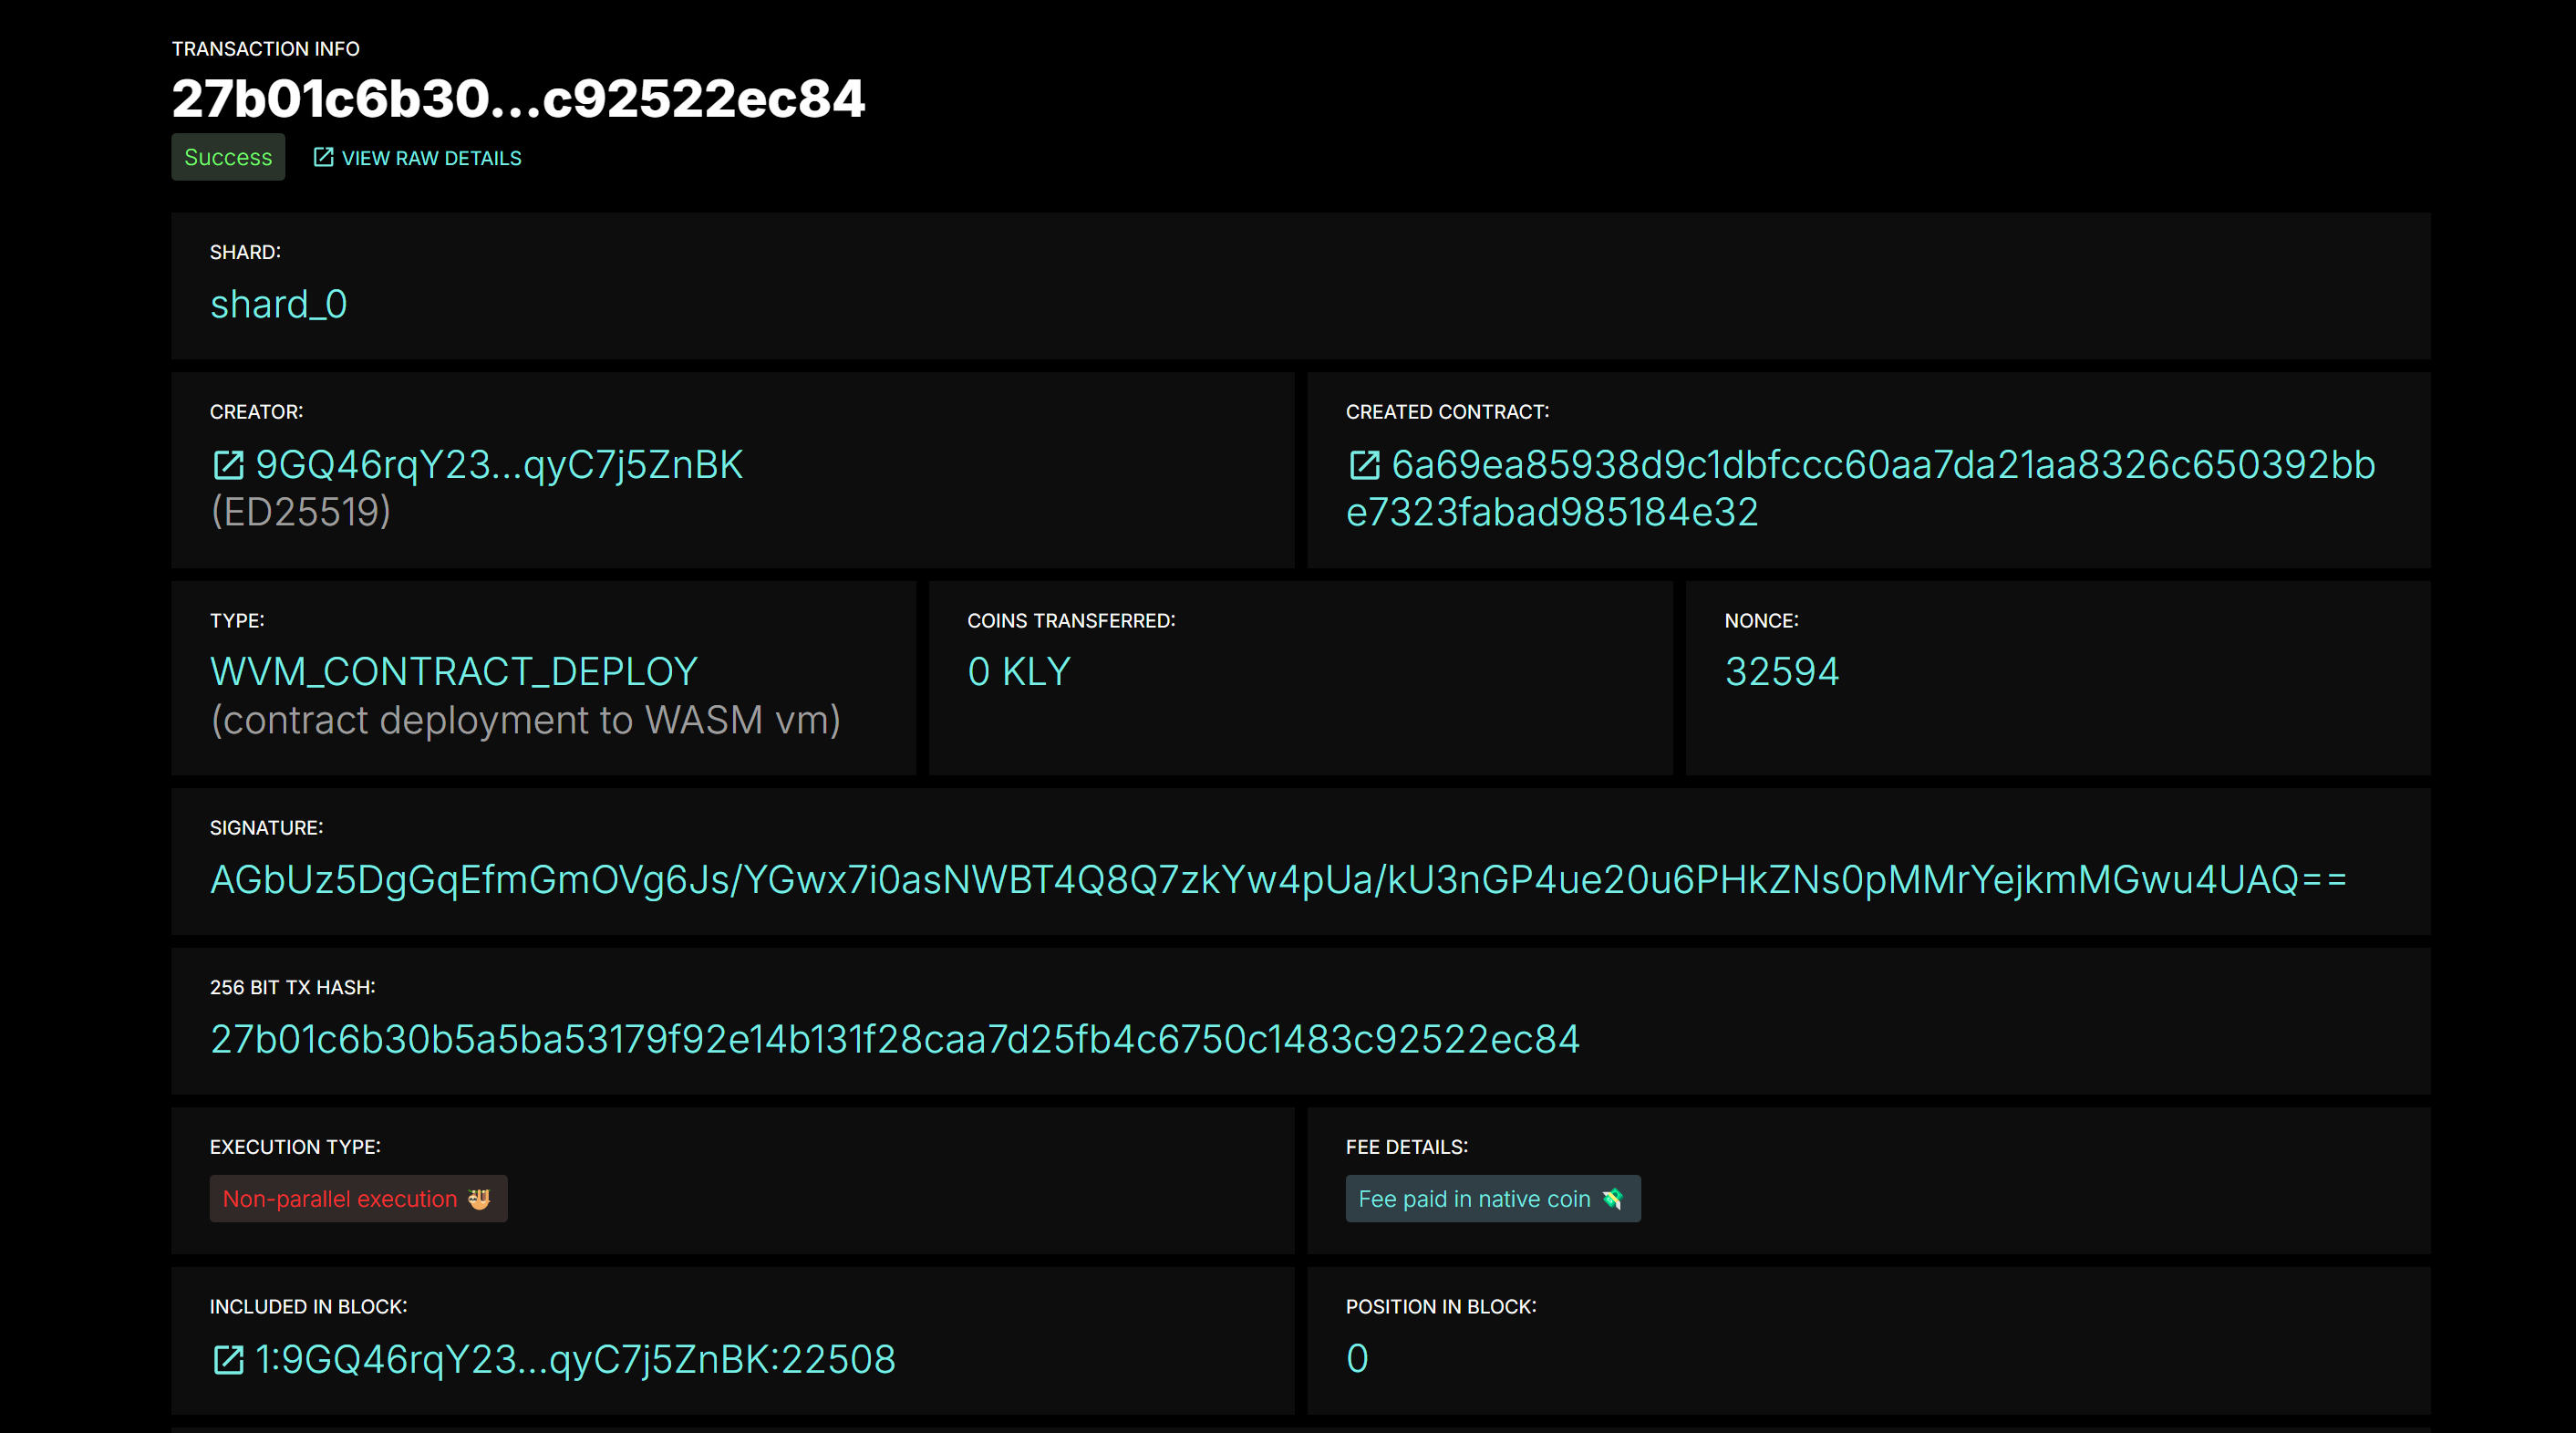 TRANSACTION INFO
27b01c6b30...c92522ec84
Success
VIEW RAW DETAILS
SHARD:
shard_0
CREATOR:
9GQ46rqY23...qyC7j5ZnBK
(ED25519)
CREATED CONTRACT:
6a69ea85938d9c1dbfccc60aa7da21aa8326c650392bb
e7323fabad985184e32
TYPE:
WVM_CONTRACT_DEPLOY
(contract deployment to WASM vm)
COINS TRANSFERRED:
0 KLY
NONCE:
32594
SIGNATURE:
AGbUz5DgGqEfmGmOVg6Js/YGwx7i0asNWBT4Q8Q7zkYw4pUa/kU3nGP4ue20u6PHkZNs0pMMrYejkmMGwu4UAQ==
256 BIT TX HASH:
27b01c6b30b5a5ba53179f92e14b131f28caa7d25fb4c6750c1483c92522ec84
EXECUTION TYPE:
Non-parallel execution 🦥
FEE DETAILS:
Fee paid in native coin 💸
INCLUDED IN BLOCK:
1:9GQ46rqY23...qyC7j5ZnBK:22508
POSITION IN BLOCK:
0